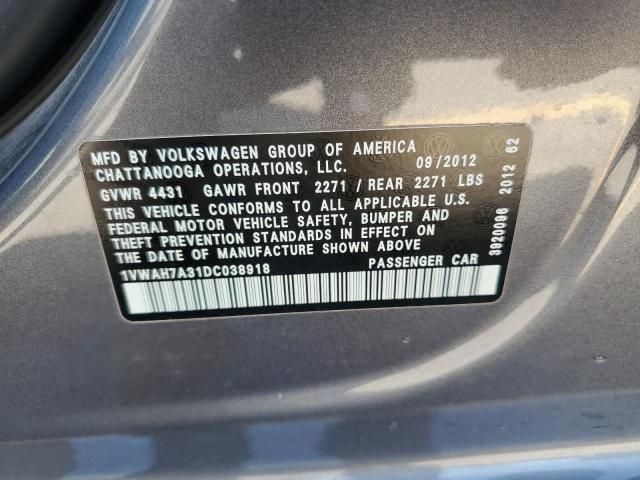 MFD BY VOLKSWAGEN GROUP OF AMERICA
CHATTANOOGA OPERATIONS, LLC. 09/2012
GVWR 4431 GAWR FRONT 2271 / REAR 2271 LBS
THIS VEHICLE CONFORMS TO ALL APPLICABLE U.S.
FEDERAL MOTOR VEHICLE SAFETY, BUMPER AND
THEFT PREVENTION STANDARDS IN EFFECT ON
THE DATE OF MANUFACTURE SHOWN ABOVE
1VWAH7A31DC038918 PASSENGER CAR
3920096 2012 62